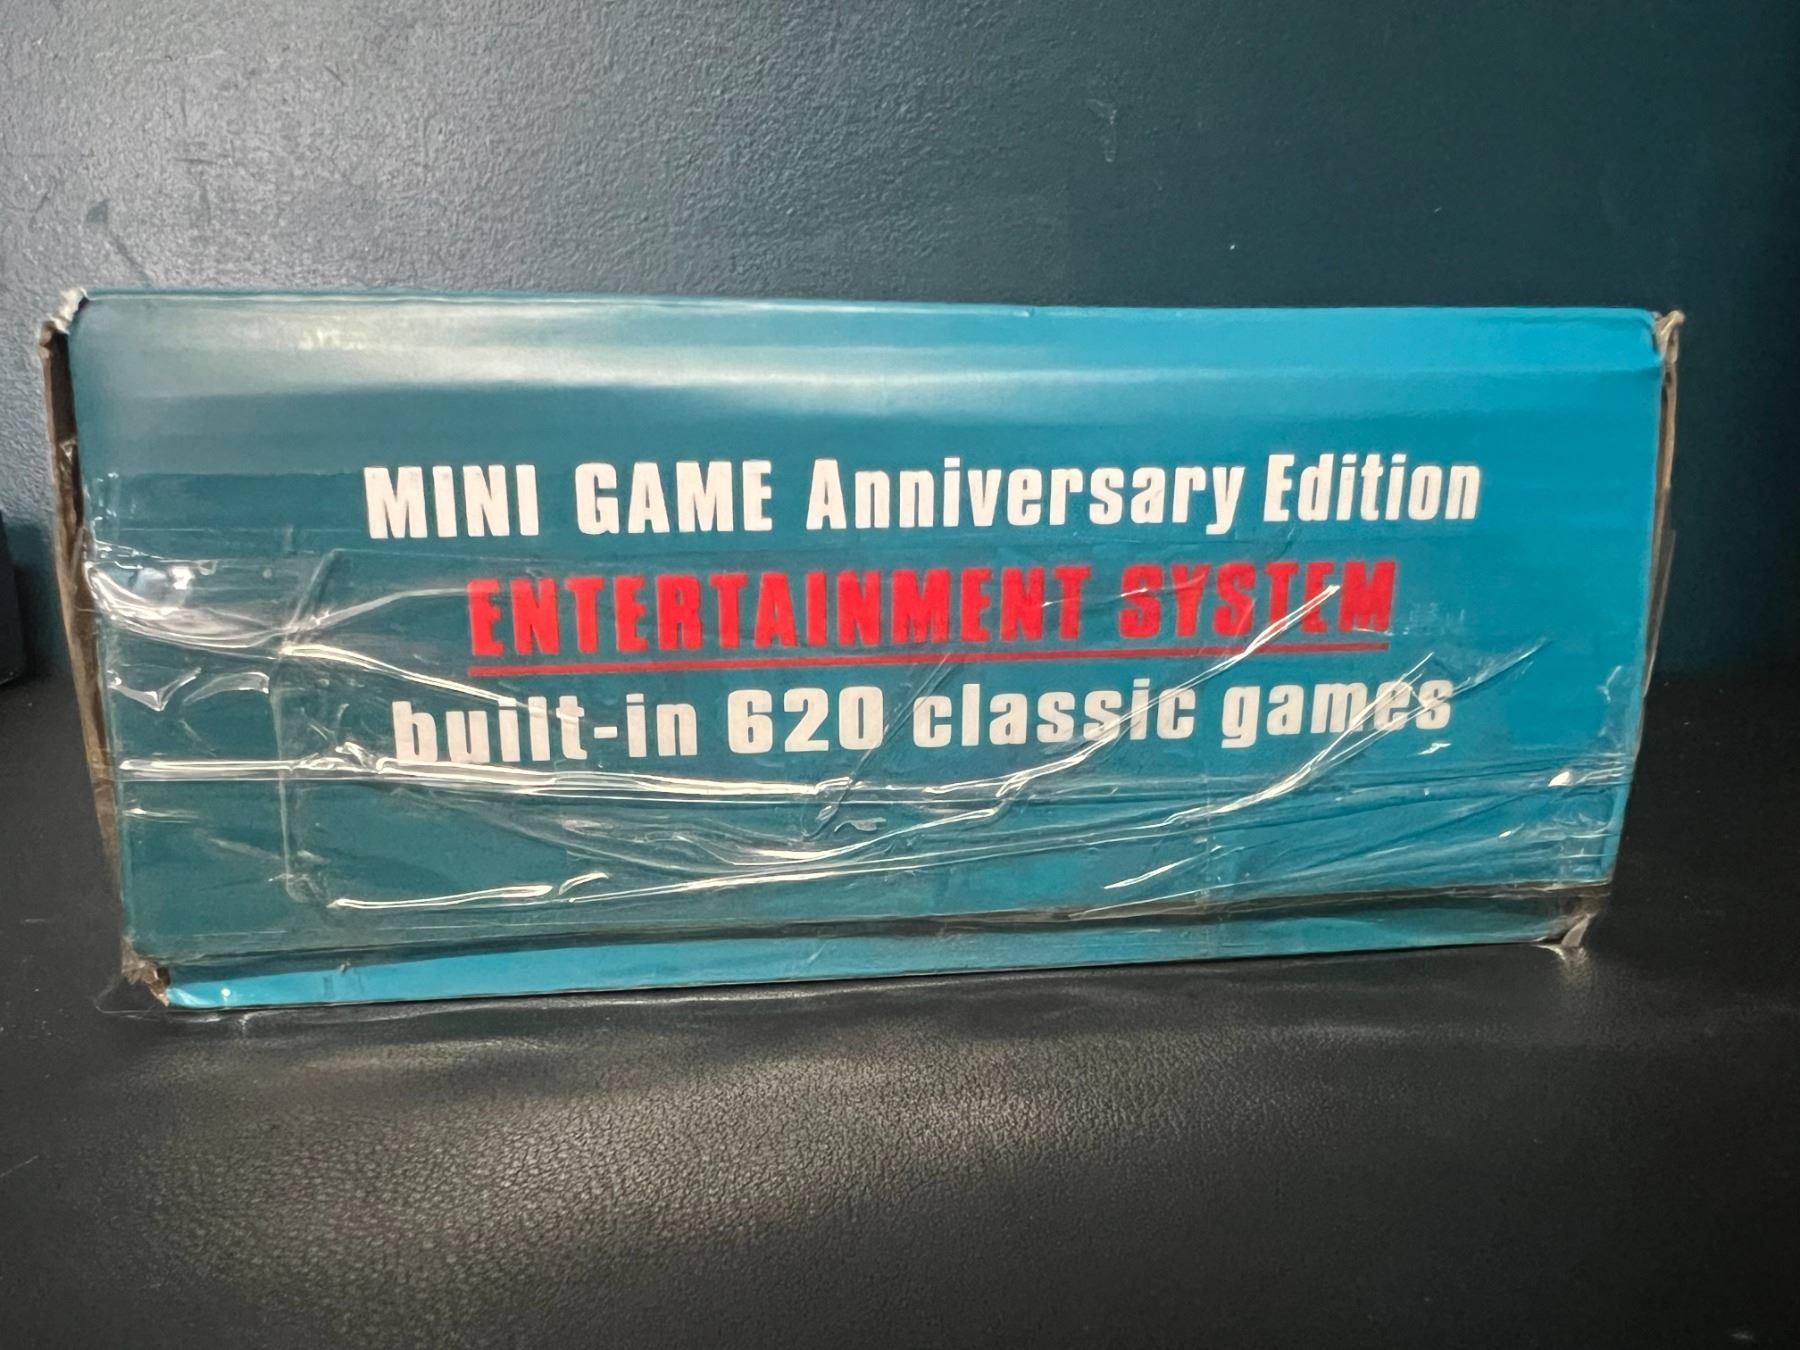 MINI GAME Anniversary Edition
ENTERTAINMENT SYSTEM
built-in 620 classic games